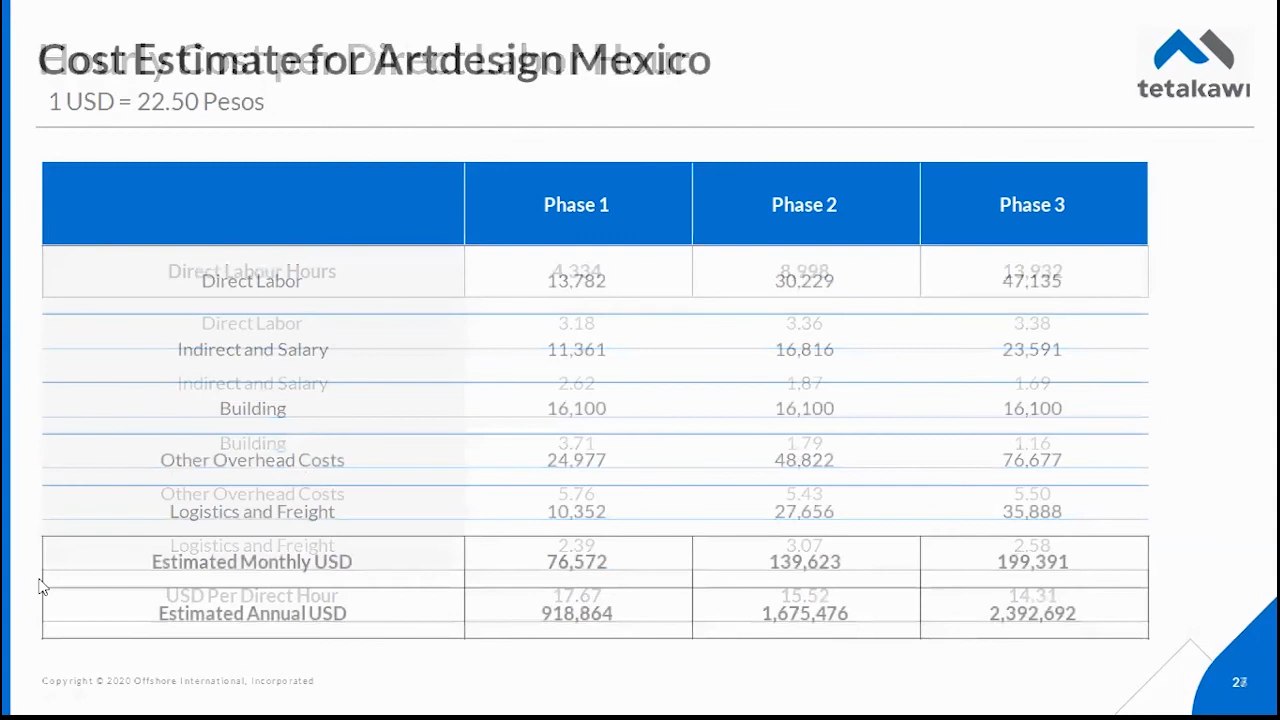 Cost Estimate for Artdesign Mexico
Hourly Cost per Direct Labor Hour
1 USD = 22.50 Pesos
tetakawi
Phase 1 Phase 2 Phase 3
Direct Labour Hours 4,334 8,998 13,932
Direct Labor 13,782 30,229 47,135
Direct Labor 3.18 3.36 3.38
Indirect and Salary 11,361 16,816 23,591
Indirect and Salary 2.62 1.87 1.69
Building 16,100 16,100 16,100
Building 3.71 1.79 1.16
Other Overhead Costs 24,977 48,822 76,677
Other Overhead Costs 5.76 5.43 5.50
Logistics and Freight 10,352 27,656 35,888
Logistics and Freight 2.39 3.07 2.58
Estimated Monthly USD 76,572 139,623 199,391
USD Per Direct Hour 17.67 15.52 14.31
Estimated Annual USD 918,864 1,675,476 2,392,692
Copyright © 2020 Offshore International, Incorporated